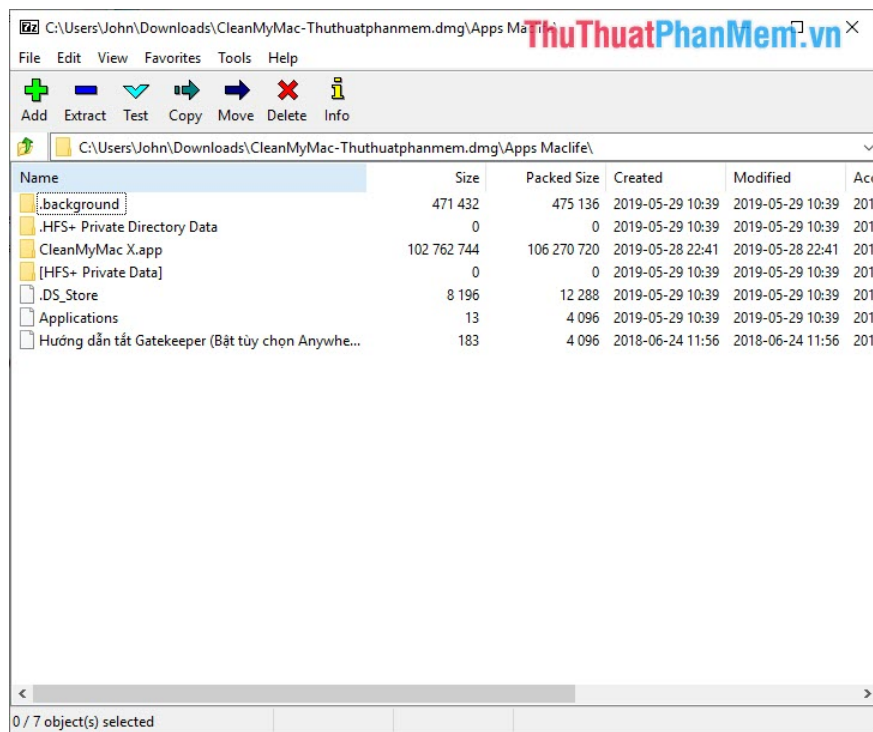 C:\Users\John\Downloads\CleanMyMac-Thuthuatphanmem.dmg\Apps
ThuThuatPhanMem.vn
File Edit View Favorites Tools Help
Add Extract Test Copy Move Delete Info
C:\Users\John\Downloads\CleanMyMac-Thuthuatphanmem.dmg\Apps Maclife\
Name Size Packed Size Created Modified Acc
.background 471 432 475 136 2019-05-29 10:39 2019-05-29 10:39 201
.HFS+ Private Directory Data 0 0 2019-05-29 10:39 2019-05-29 10:39 201
CleanMyMac X.app 102 762 744 106 270 720 2019-05-28 22:41 2019-05-28 22:41 201
[HFS+ Private Data] 0 0 2019-05-29 10:39 2019-05-29 10:39 201
.DS_Store 8 196 12 288 2019-05-29 10:39 2019-05-29 10:39 201
Applications 13 4 096 2019-05-29 10:39 2019-05-29 10:39 201
Hướng dẫn tắt Gatekeeper (Bật tùy chọn Anywhe... 183 4 096 2018-06-24 11:56 2018-06-24 11:56 201
0 / 7 object(s) selected